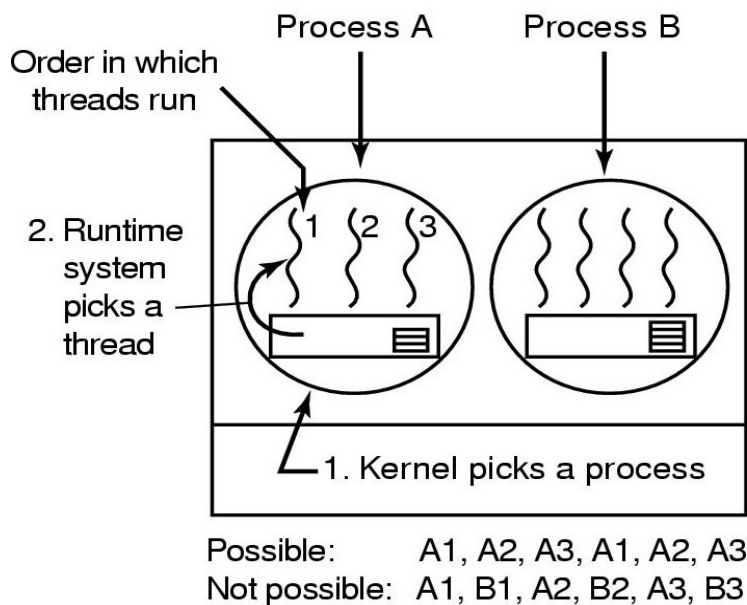 Process A
Process B
Order in which
threads run
1
2
3
2. Runtime
system
picks a
thread
1. Kernel picks a process
Possible: A1, A2, A3, A1, A2, A3
Not possible: A1, B1, A2, B2, A3, B3